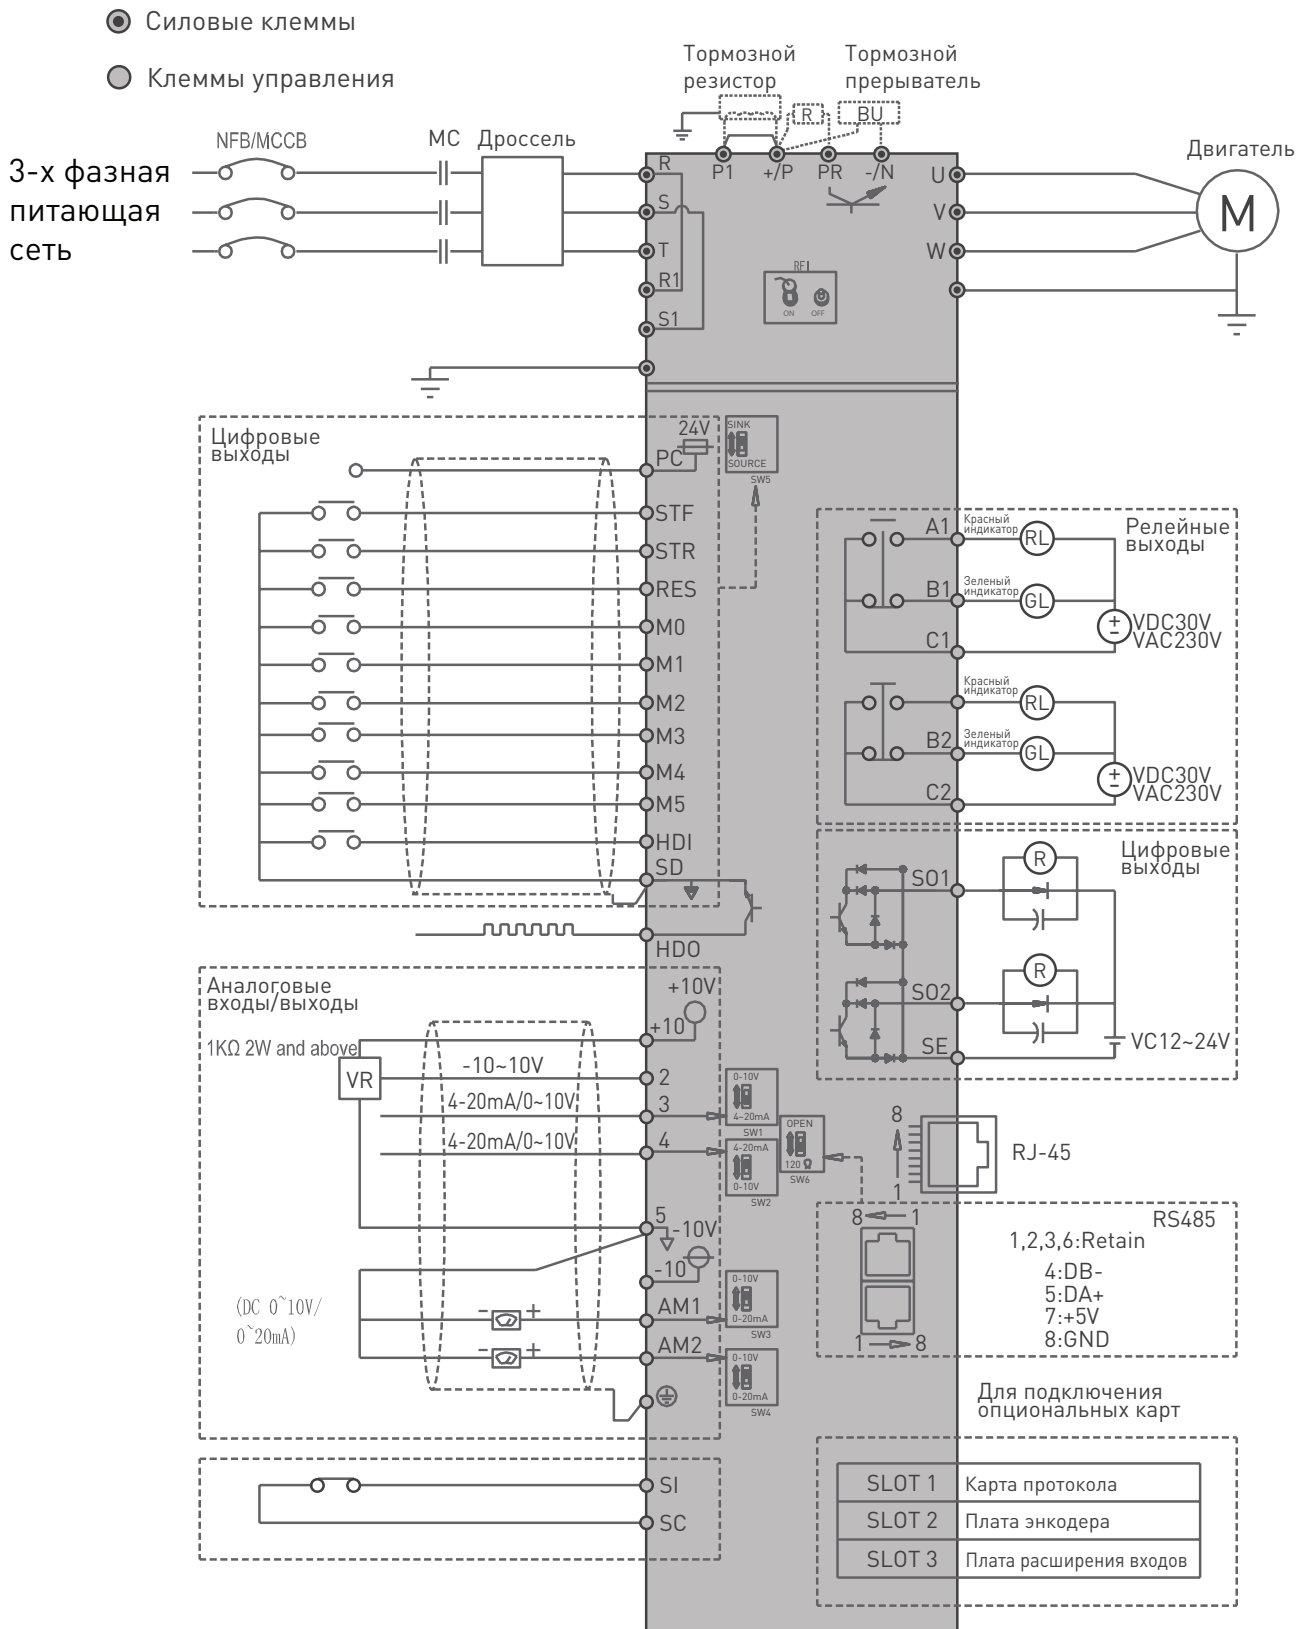 Силовые клеммы
Клеммы управления
Тормозной
резистор
Тормозной
прерыватель
R
BU
NFB/MCCB
MC
Дроссель
3-х фазная
питающая
сеть
P1
+/P
PR
-/N
R
S
T
R1
S1
U
V
W
Двигатель
M
RFI
ON
OFF
Цифровые
выходы
24V
PC
SINK
SOURCE
SW5
STF
STR
RES
M0
M1
M2
M3
M4
M5
HDI
SD
HDO
Релейные
выходы
A1
Красный
индикатор
RL
B1
Зеленый
индикатор
GL
C1
+
-
VDC30V
VAC230V
Красный
индикатор
RL
B2
Зеленый
индикатор
GL
C2
+
-
VDC30V
VAC230V
Цифровые
выходы
R
SO1
R
SO2
SE
VC12~24V
Аналоговые
входы/выходы
+10V
+10
1KΩ 2W and above
VR
-10~10V
2
4-20mA/0~10V
3
4-20mA/0~10V
4
0-10V
4~20mA
SW1
4-20mA
0-10V
SW2
OPEN
120 Ω
SW6
5
-10V
-10
(DC 0~10V/
0~20mA)
- +
AM1
- +
AM2
0-10V
0-20mA
SW3
0-10V
0-20mA
SW4
8
1
RJ-45
RS485
8
1
1
8
1,2,3,6:Retain
4:DB-
5:DA+
7:+5V
8:GND
Для подключения
опциональных карт
SLOT 1 Карта протокола
SLOT 2 Плата энкодера
SLOT 3 Плата расширения входов
SI
SC